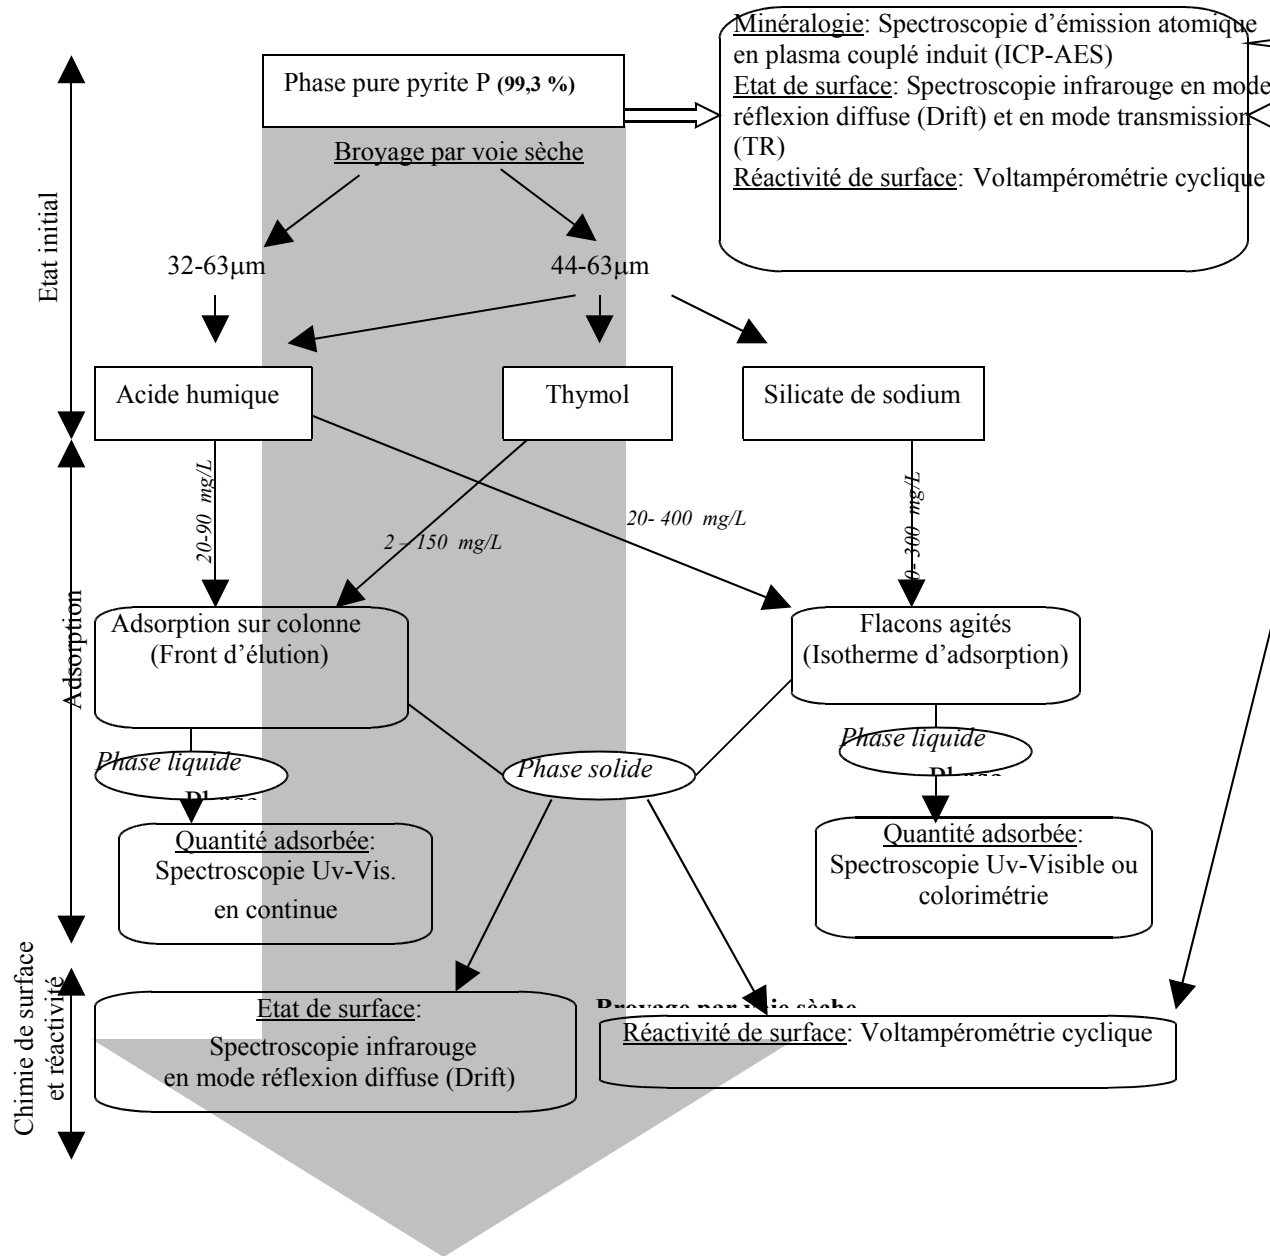 Minéralogie: Spectroscopie d’émission atomique
en plasma couplé induit (ICP-AES)
Etat de surface: Spectroscopie infrarouge en mode
réflexion diffuse (Drift) et en mode transmission
(TR)
Réactivité de surface: Voltampérométrie cyclique
Phase pure pyrite P (99,3 %)
Broyage par voie sèche
Etat initial
32-63µm
44-63µm
Acide humique
Thymol
Silicate de sodium
Adsorption
20-90 mg/L
2 – 150 mg/L
20- 400 mg/L
0- 300 mg/L
Adsorption sur colonne
(Front d’élution)
Flacons agités
(Isotherme d’adsorption)
Phase liquide
Phase solide
Phase liquide
Quantité adsorbée:
Spectroscopie Uv-Vis.
en continue
Quantité adsorbée:
Spectroscopie Uv-Visible ou
colorimétrie
Chimie de surface
et réactivité
Etat de surface:
Spectroscopie infrarouge
en mode réflexion diffuse (Drift)
Broyage par voie sèche
Réactivité de surface: Voltampérométrie cyclique